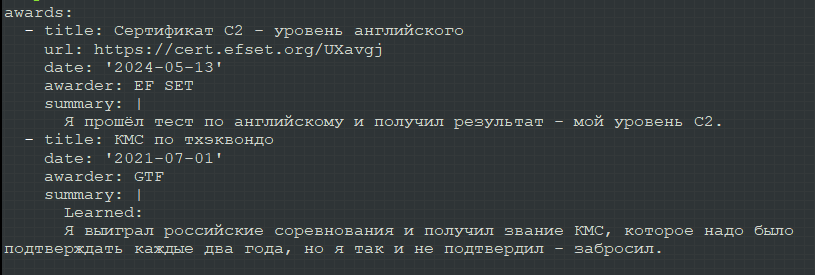 awards:
  - title: Сертификат C2 - уровень английского
    url: https://cert.efset.org/UXavgj
    date: '2024-05-13'
    awarder: EF SET
    summary: |
      Я прошёл тест по английскому и получил результат - мой уровень C2.
  - title: КМС по тхэквондо
    date: '2021-07-01'
    awarder: GTF
    summary: |
      Learned:
      Я выиграл российские соревнования и получил звание КМС, которое надо было
подтверждать каждые два года, но я так и не подтвердил - забросил.